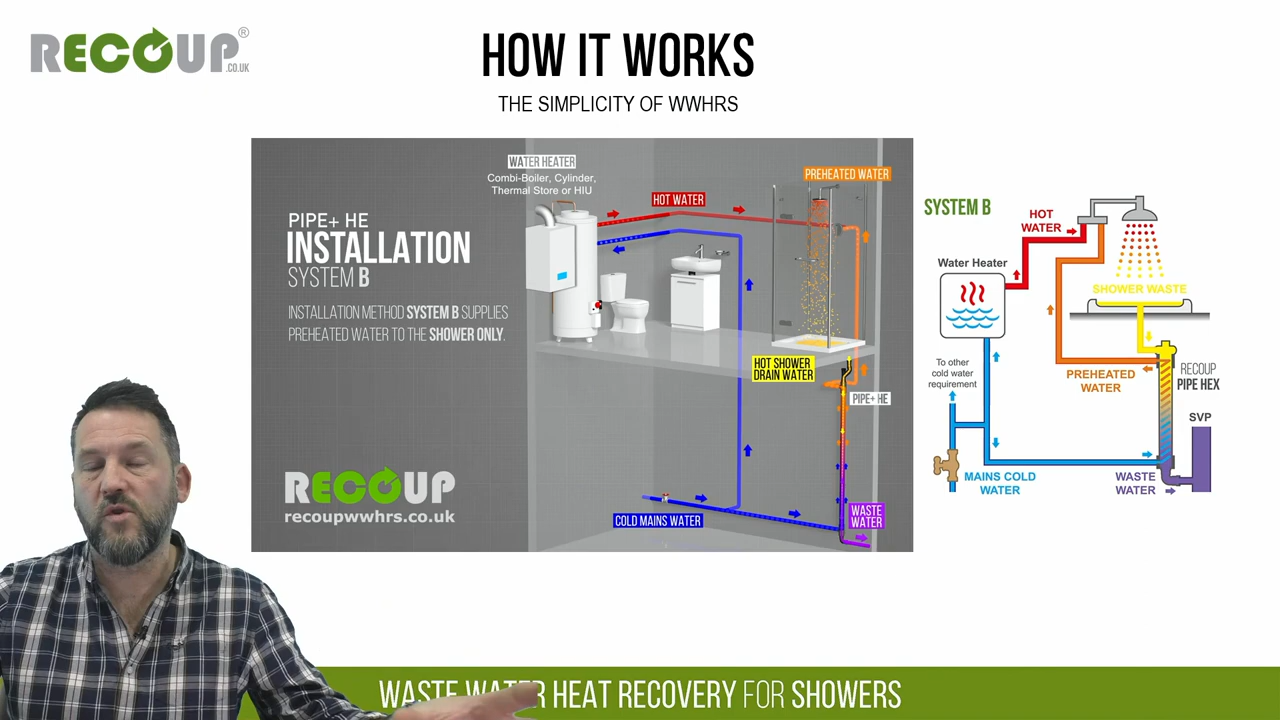 RECOUP®
.CO.UK
HOW IT WORKS
THE SIMPLICITY OF WWHRS
WATER HEATER
Combi-Boiler, Cylinder,
Thermal Store or HIU
HOT WATER
PREHEATED WATER
PIPE+ HE
INSTALLATION
SYSTEM B
INSTALLATION METHOD SYSTEM B SUPPLIES
PREHEATED WATER TO THE SHOWER ONLY.
HOT SHOWER
DRAIN WATER
PIPE+ HE
RECOUP
recoupwwhrs.co.uk
COLD MAINS WATER
WASTE
WATER
SYSTEM B
HOT
WATER
Water Heater
SHOWER WASTE
To other
cold water
requirement
PREHEATED
WATER
RECOUP
PIPE HEX
SVP
MAINS COLD
WATER
WASTE
WATER
WASTE WATER HEAT RECOVERY FOR SHOWERS